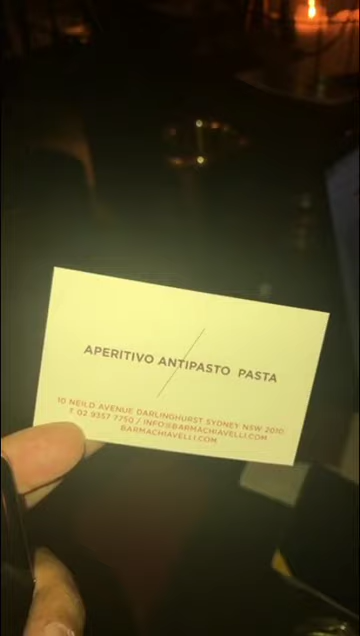 APERITIVO ANTIPASTO PASTA
10 NEILD AVENUE DARLINGHURST SYDNEY NSW 2010
T. 02 9357 7750 / INFO@BARMACHIAVELLI.COM
BARMACHIAVELLI.COM